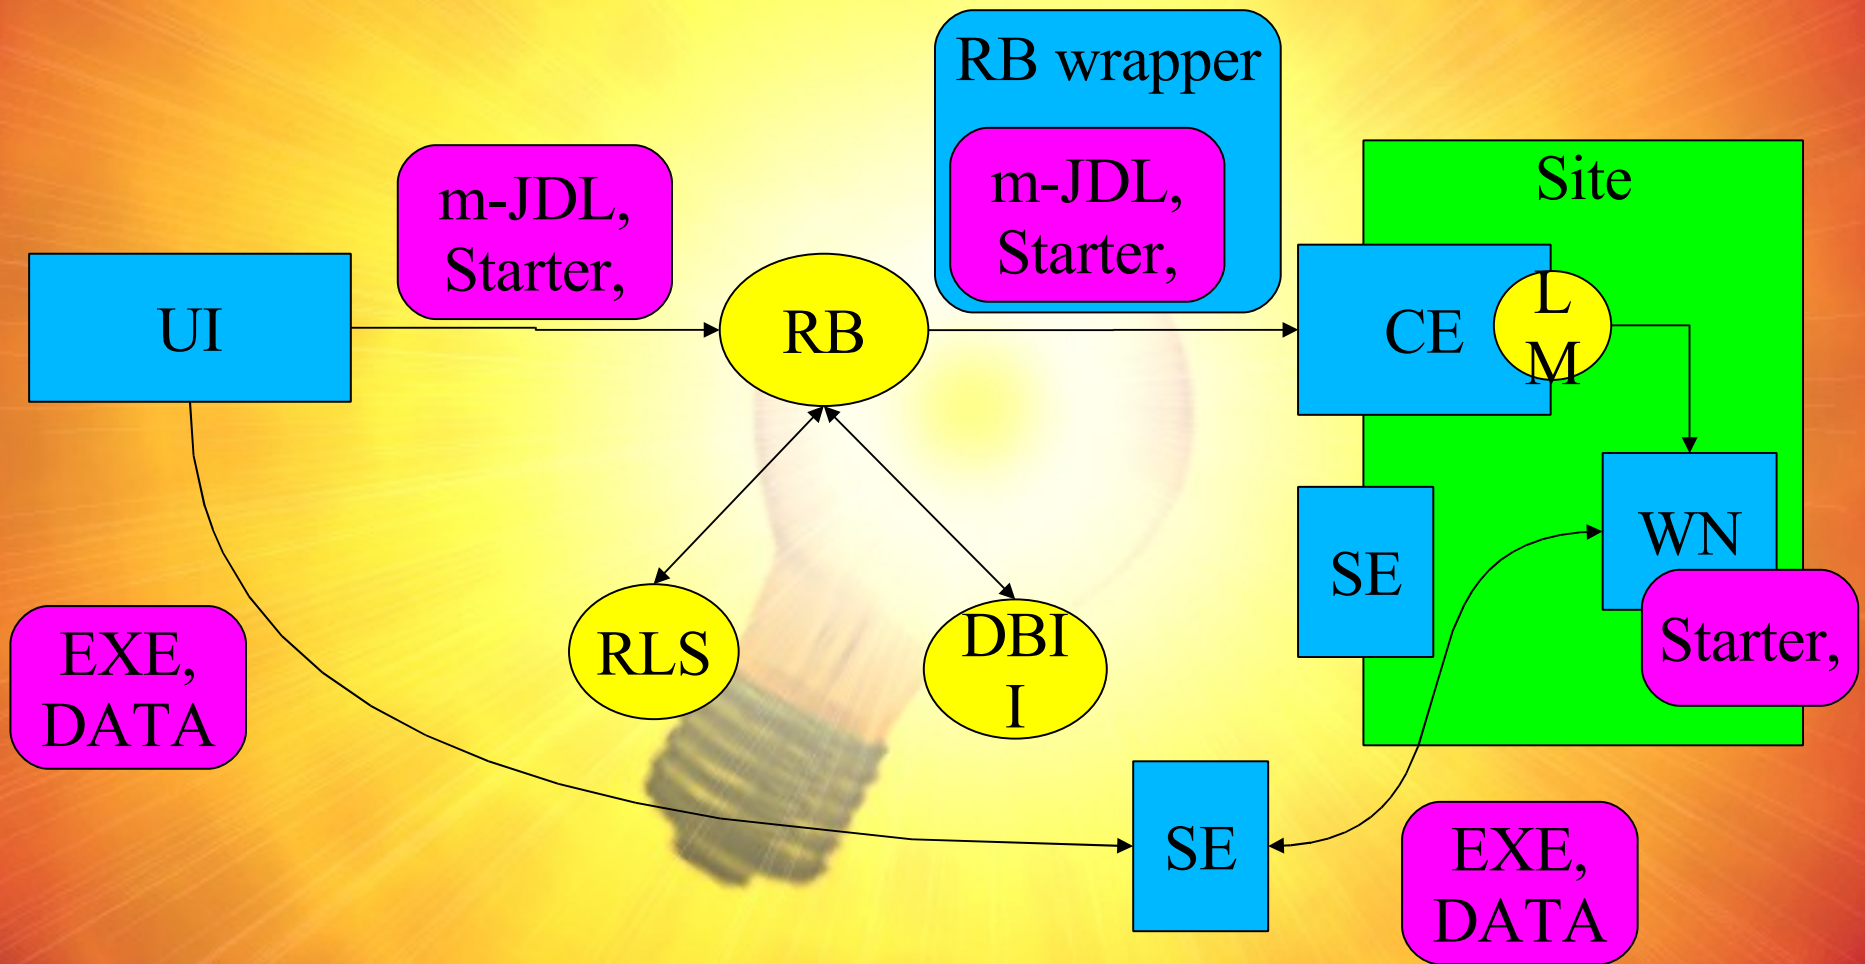 RB wrapper
m-JDL,
Starter,
m-JDL,
Starter,
Site
UI
RB
CE
L
M
RLS
DBI
I
SE
WN
Starter,
EXE,
DATA
SE
EXE,
DATA